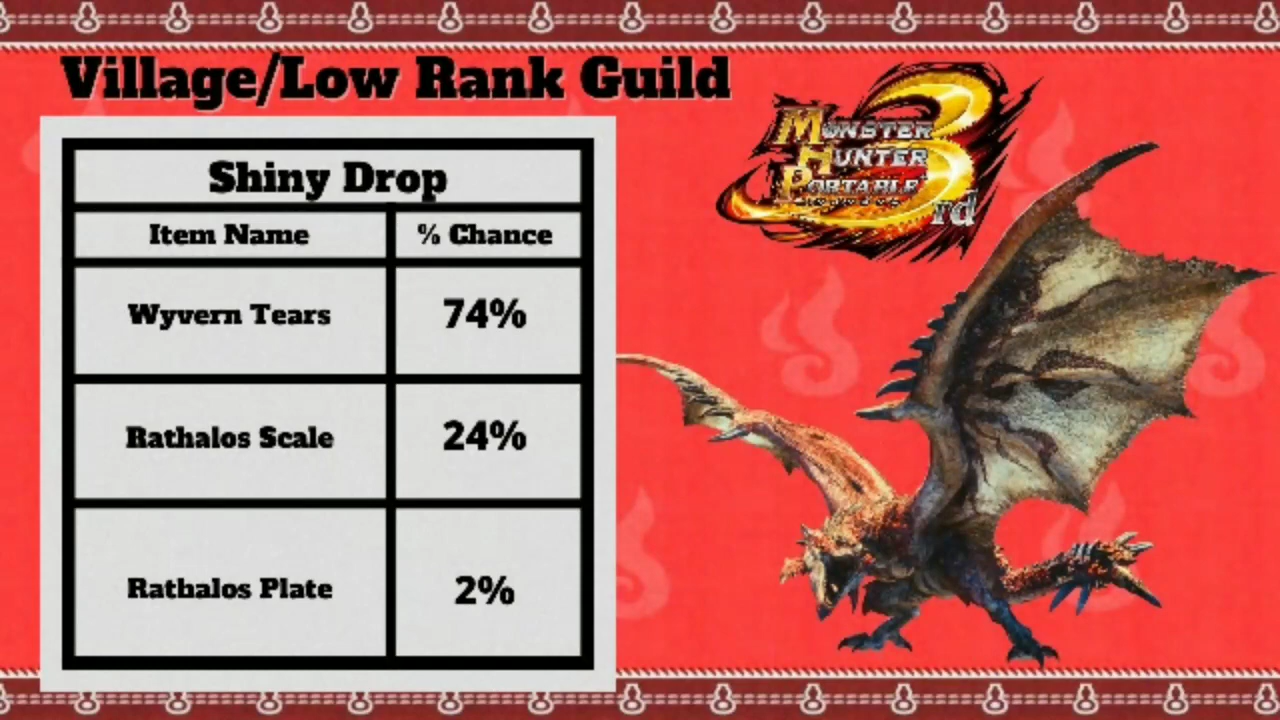 Village/Low Rank Guild
Shiny Drop
Item Name % Chance
Wyvern Tears 74%
Rathalos Scale 24%
Rathalos Plate 2%
MONSTER
HUNTER
PORTABLE
3rd